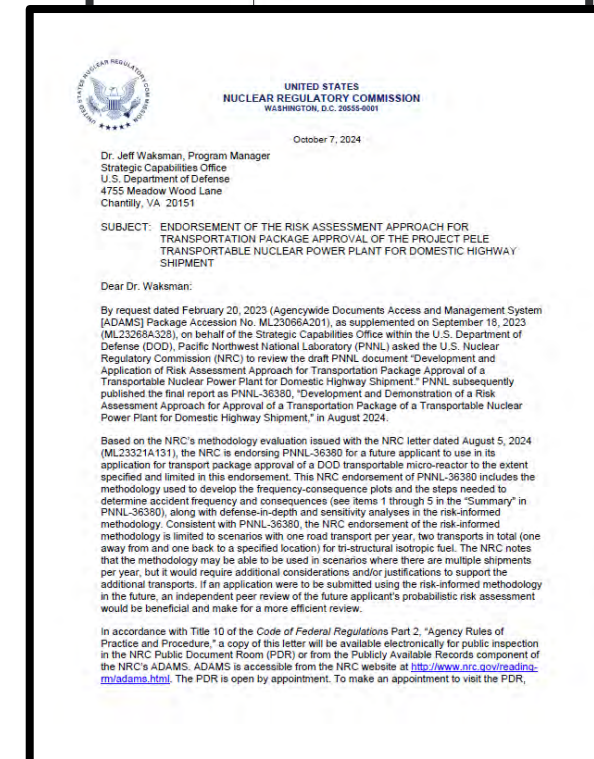 UNITED STATES NUCLEAR REGULATORY COMMISSION
UNITED STATES
NUCLEAR REGULATORY COMMISSION
WASHINGTON, D.C. 20555-0001
October 7, 2024
Dr. Jeff Waksman, Program Manager
Strategic Capabilities Office
U.S. Department of Defense
4755 Meadow Wood Lane
Chantilly, VA 20151
SUBJECT: ENDORSEMENT OF THE RISK ASSESSMENT APPROACH FOR
TRANSPORTATION PACKAGE APPROVAL OF THE PROJECT PELE
TRANSPORTABLE NUCLEAR POWER PLANT FOR DOMESTIC HIGHWAY
SHIPMENT
Dear Dr. Waksman:
By request dated February 20, 2023 (Agencywide Documents Access and Management System
[ADAMS] Package Accession No. ML23066A201), as supplemented on September 18, 2023
(ML23268A328), on behalf of the Strategic Capabilities Office within the U.S. Department of
Defense (DOD), Pacific Northwest National Laboratory (PNNL) asked the U.S. Nuclear
Regulatory Commission (NRC) to review the draft PNNL document “Development and
Application of Risk Assessment Approach for Transportation Package Approval of a
Transportable Nuclear Power Plant for Domestic Highway Shipment.” PNNL subsequently
published the final report as PNNL-36380, “Development and Demonstration of a Risk
Assessment Approach for Approval of a Transportation Package of a Transportable Nuclear
Power Plant for Domestic Highway Shipment,” in August 2024.
Based on the NRC’s methodology evaluation issued with the NRC letter dated August 5, 2024
(ML23321A131), the NRC is endorsing PNNL-36380 for a future applicant to use in its
application for transport package approval of a DOD transportable micro-reactor to the extent
specified and limited in this endorsement. This NRC endorsement of PNNL-36380 includes the
methodology used to develop the frequency-consequence plots and the steps needed to
determine accident frequency and consequences (see items 1 through 5 in the “Summary” in
PNNL-36380), along with defense-in-depth and sensitivity analyses in the risk-informed
methodology. Consistent with PNNL-36380, the NRC endorsement of the risk-informed
methodology is limited to scenarios with one road transport per year, two transports in total (one
away from and one back to a specified location) for tri-structural isotropic fuel. The NRC notes
that the methodology may be able to be used in scenarios where there are multiple shipments
per year, but it would require additional considerations and/or justifications to support the
additional transports. If an application were to be submitted using the risk-informed methodology
in the future, an independent peer review of the future applicant’s probabilistic risk assessment
would be beneficial and make for a more efficient review.
In accordance with Title 10 of the Code of Federal Regulations Part 2, “Agency Rules of
Practice and Procedure,” a copy of this letter will be available electronically for public inspection
in the NRC Public Document Room (PDR) or from the Publicly Available Records component of
the NRC’s ADAMS. ADAMS is accessible from the NRC website at http://www.nrc.gov/reading-
rm/adams.html. The PDR is open by appointment. To make an appointment to visit the PDR,